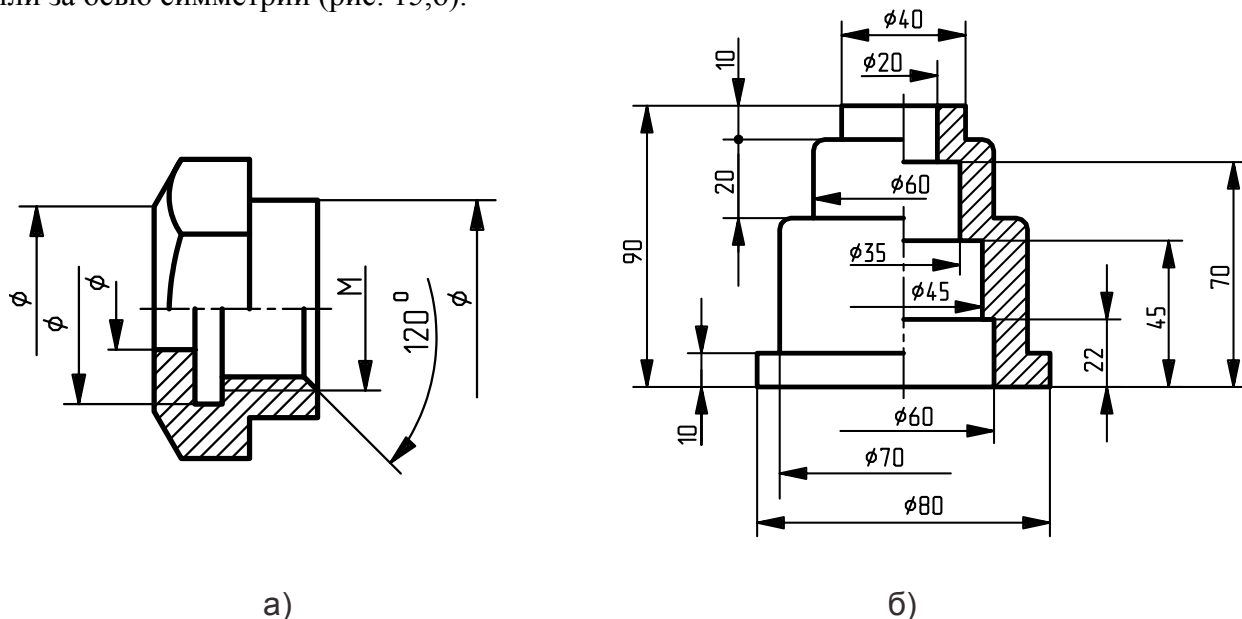 или за осью симметрии (рис. 15,б).
ϕ40
10
ϕ20
20
ϕ60
90
ϕ35
70
ϕ45
45
22
10
ϕ60
ϕ70
ϕ80
ϕ
ϕ
ϕ
M
120°
ϕ
а)
б)